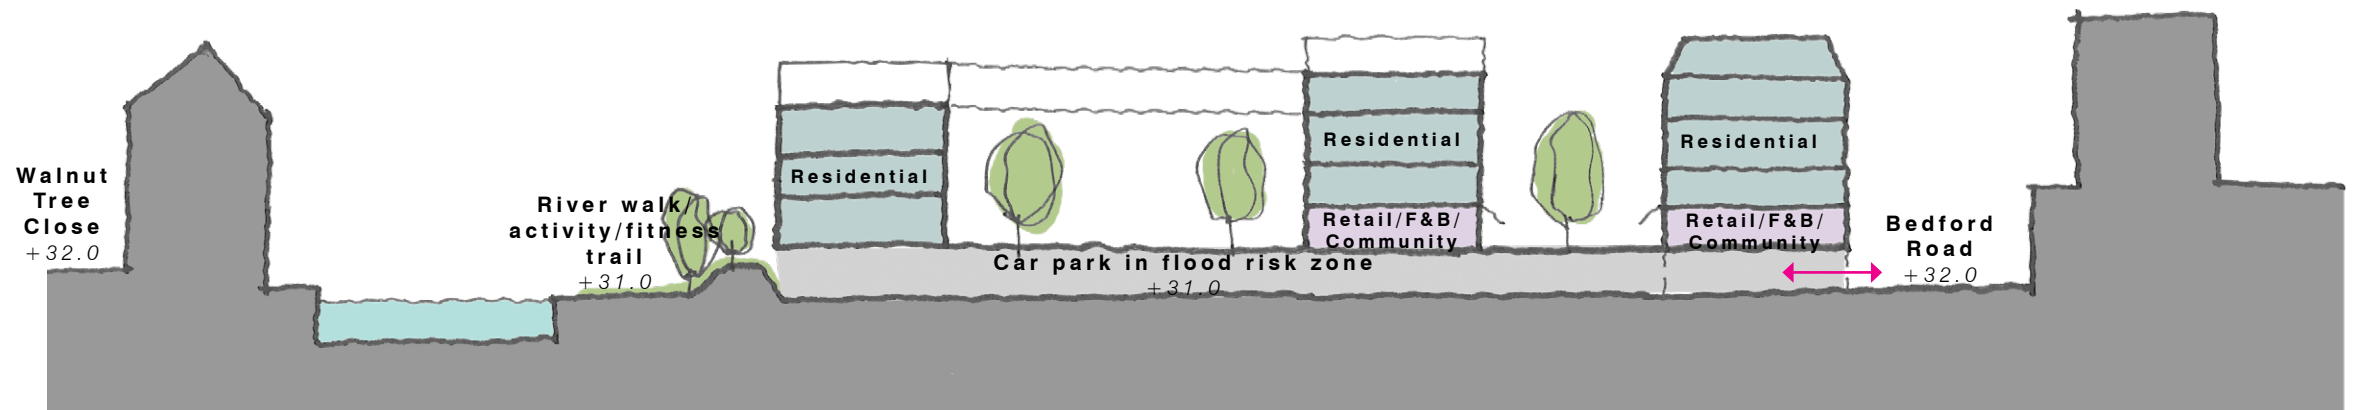 Walnut
Tree
Close
+32.0
River walk/
activity/fitness
trail
+31.0
Residential
Car park in flood risk zone
+31.0
Residential
Retail/F&B/
Community
Residential
Retail/F&B/
Community
Bedford
Road
+32.0